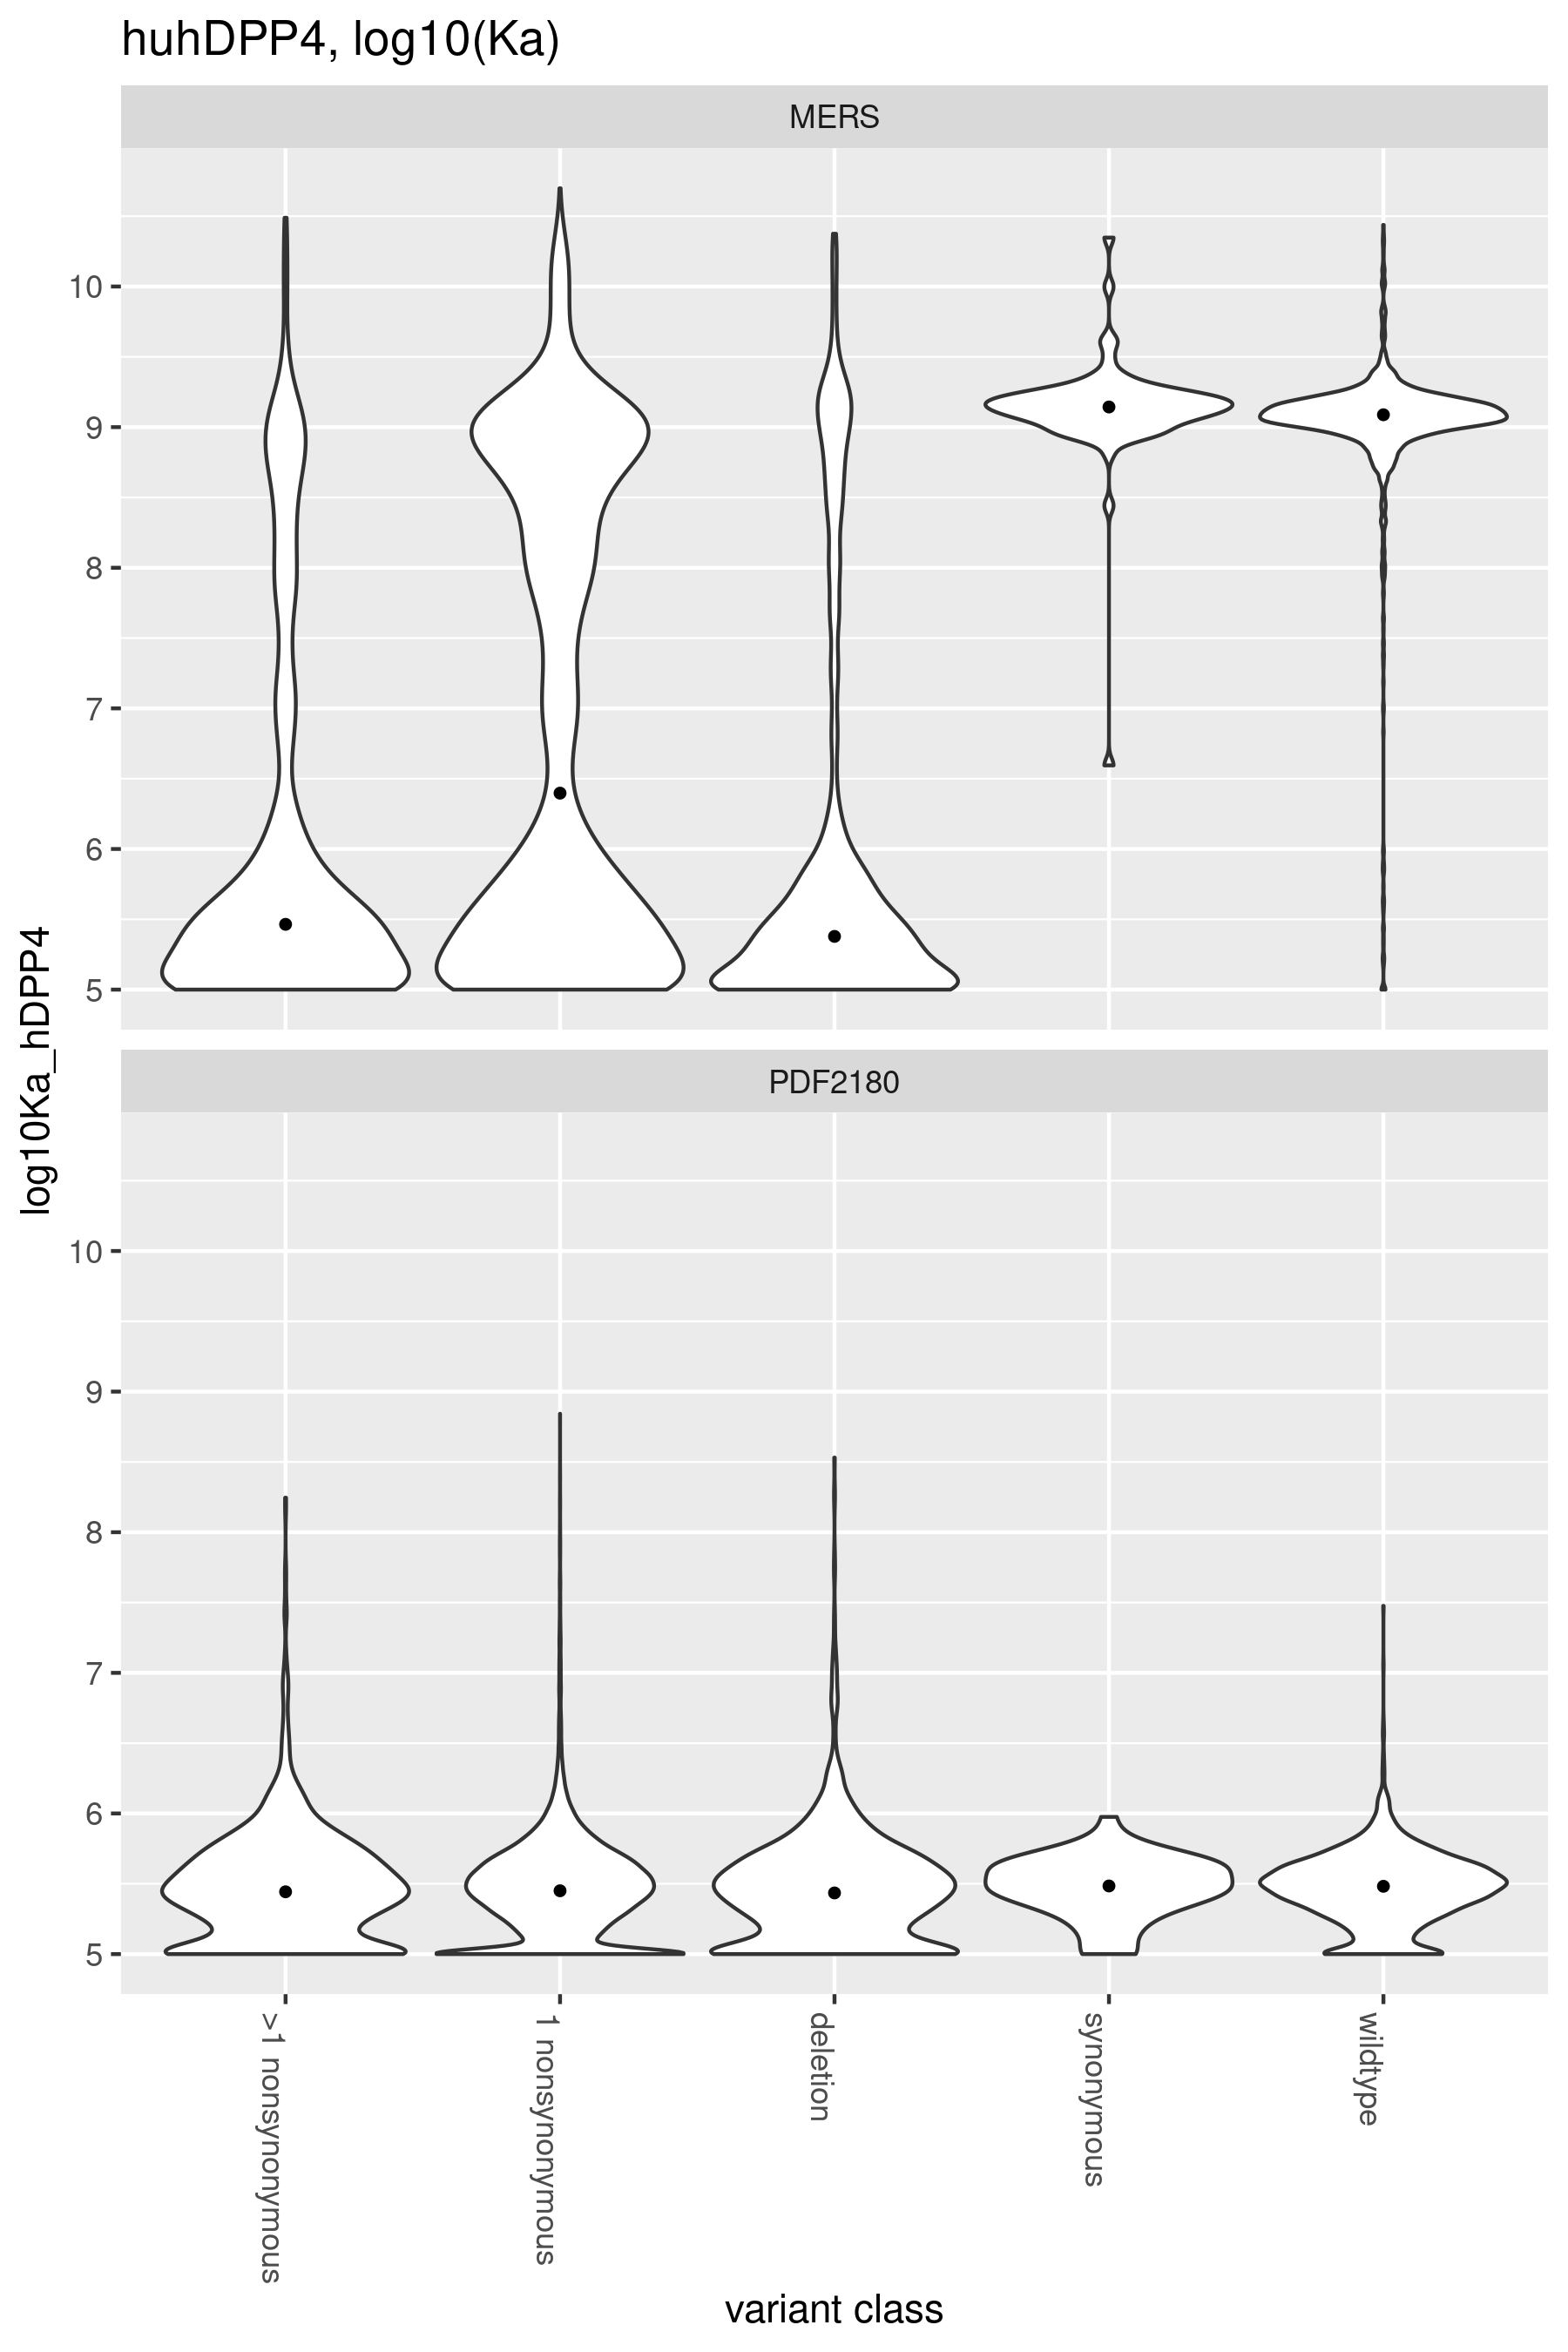 huhDPP4, log10(Ka)
MERS
10
9
8
7
6
5
PDF2180
10
9
8
7
6
5
log10Ka_hDPP4
>1 nonsynonymous
1 nonsynonymous
deletion
synonymous
wildtype
variant class